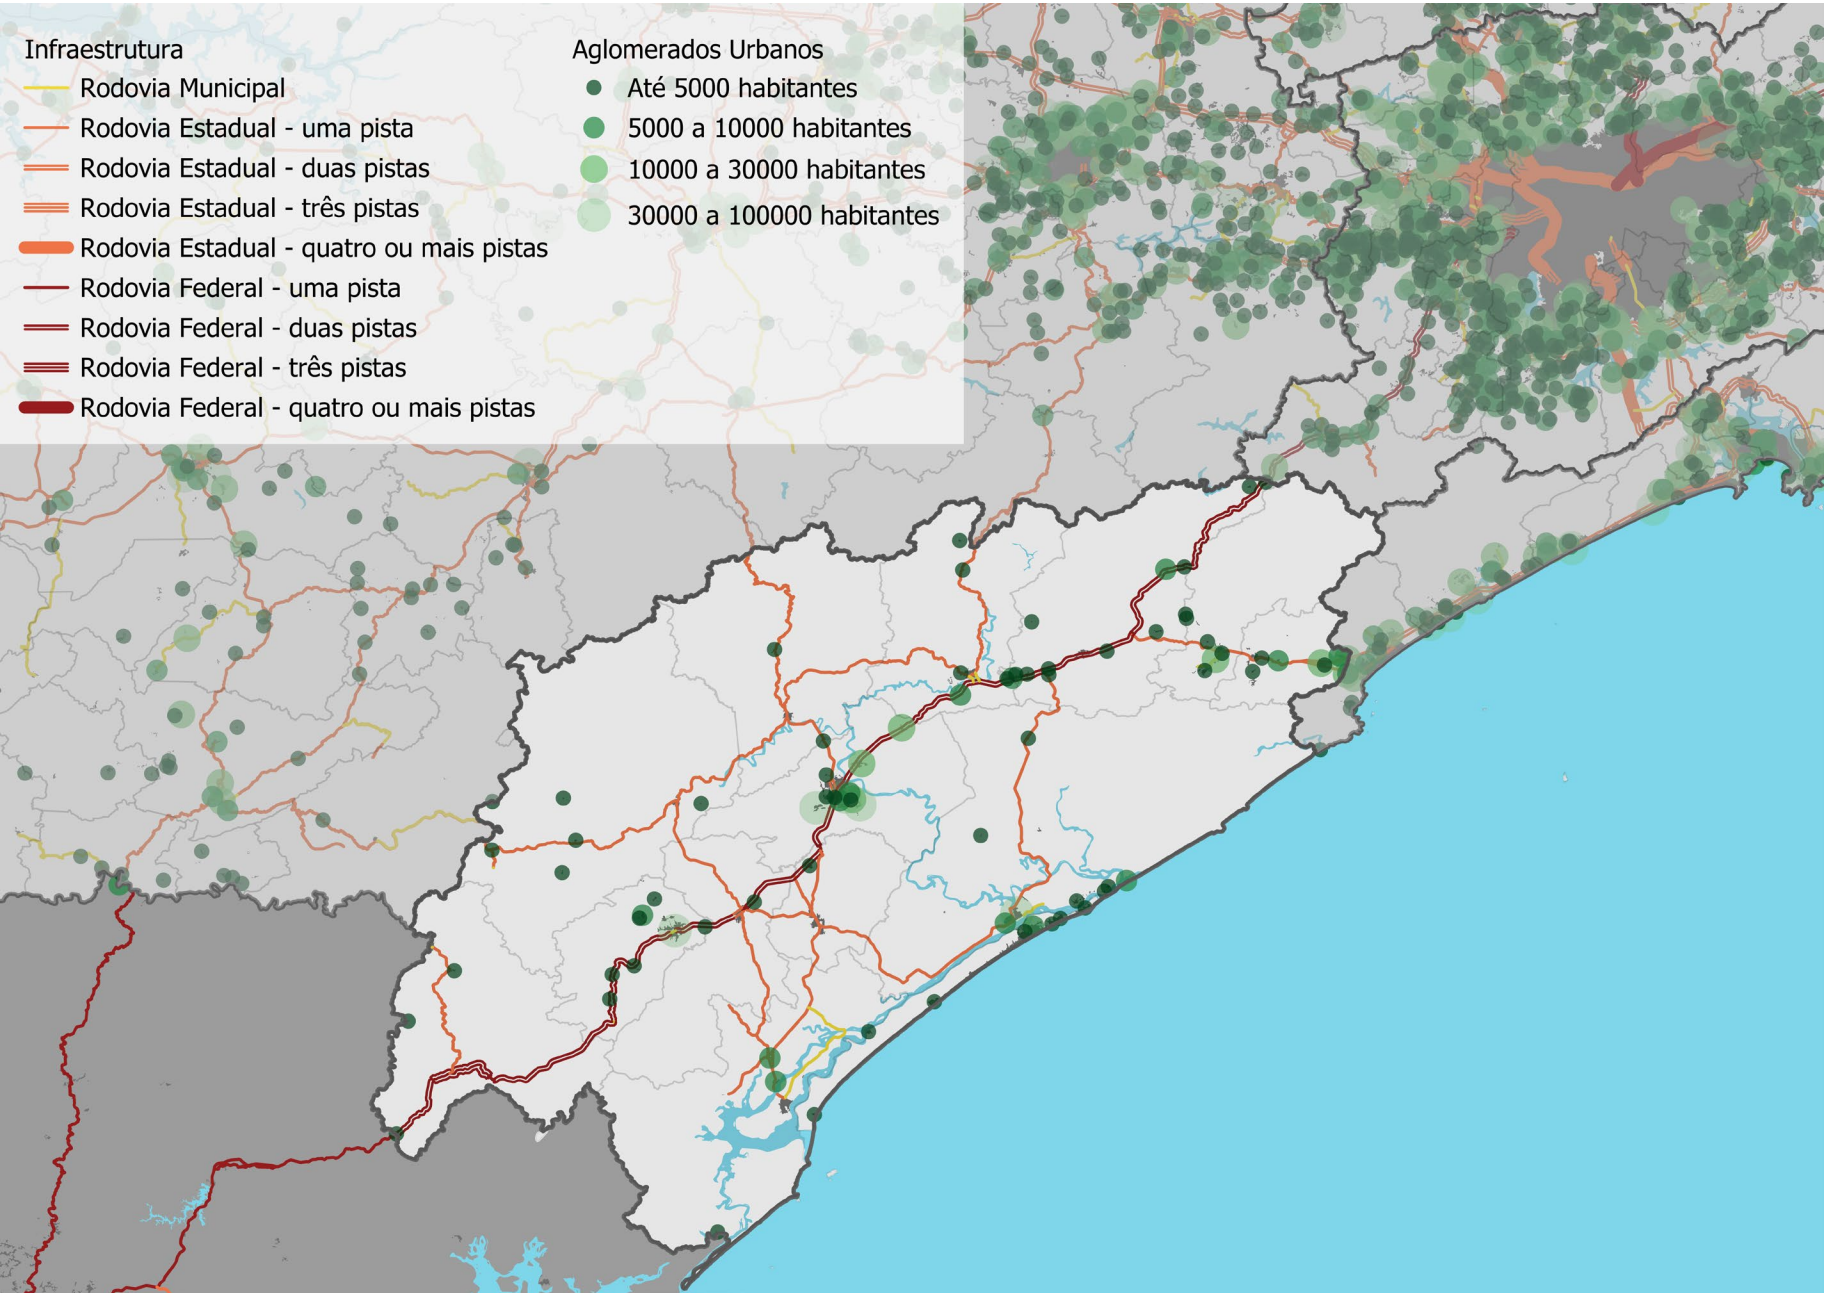 Infraestrutura
Rodovia Municipal
Rodovia Estadual - uma pista
Rodovia Estadual - duas pistas
Rodovia Estadual - três pistas
Rodovia Estadual - quatro ou mais pistas
Rodovia Federal - uma pista
Rodovia Federal - duas pistas
Rodovia Federal - três pistas
Rodovia Federal - quatro ou mais pistas
Aglomerados Urbanos
Até 5000 habitantes
5000 a 10000 habitantes
10000 a 30000 habitantes
30000 a 100000 habitantes